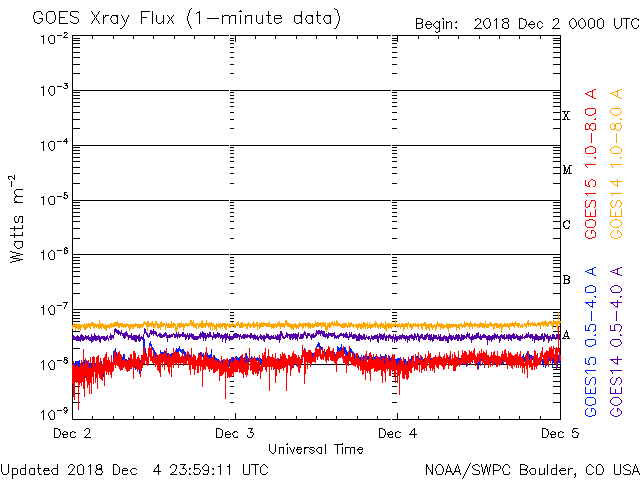 GOES Xray Flux (1-minute data)
Begin: 2018 Dec 2 0000 UTC
10⁻²
10⁻³
10⁻⁴
10⁻⁵
10⁻⁶
10⁻⁷
10⁻⁸
10⁻⁹
Watts m⁻²
X
M
C
B
A
GOES15 1.0-8.0 A
GOES14 1.0-8.0 A
GOES15 0.5-4.0 A
GOES14 0.5-4.0 A
Dec 2 Dec 3 Dec 4 Dec 5
Universal Time
Updated 2018 Dec 4 23:59:11 UTC
NOAA/SWPC Boulder, CO USA